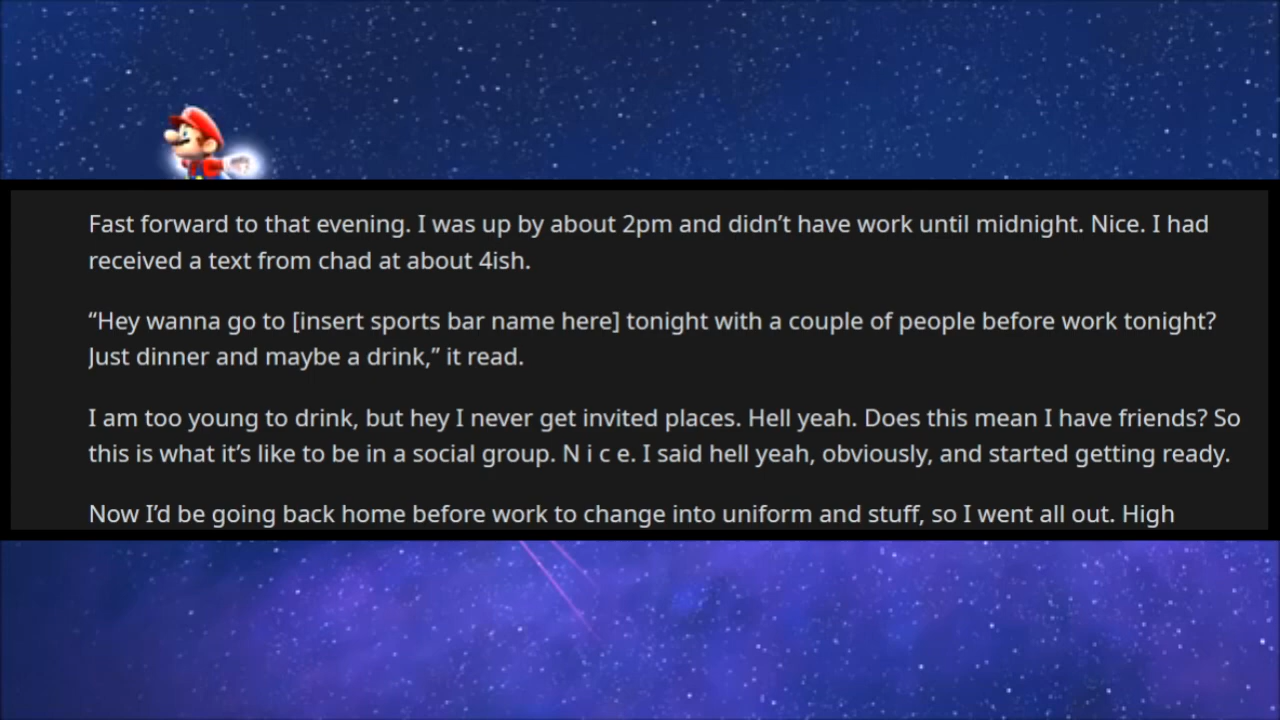 Fast forward to that evening. I was up by about 2pm and didn’t have work until midnight. Nice. I had
received a text from chad at about 4ish.
“Hey wanna go to [insert sports bar name here] tonight with a couple of people before work tonight?
Just dinner and maybe a drink,” it read.
I am too young to drink, but hey I never get invited places. Hell yeah. Does this mean I have friends? So
this is what it’s like to be in a social group. N i c e. I said hell yeah, obviously, and started getting ready.
Now I’d be going back home before work to change into uniform and stuff, so I went all out. High